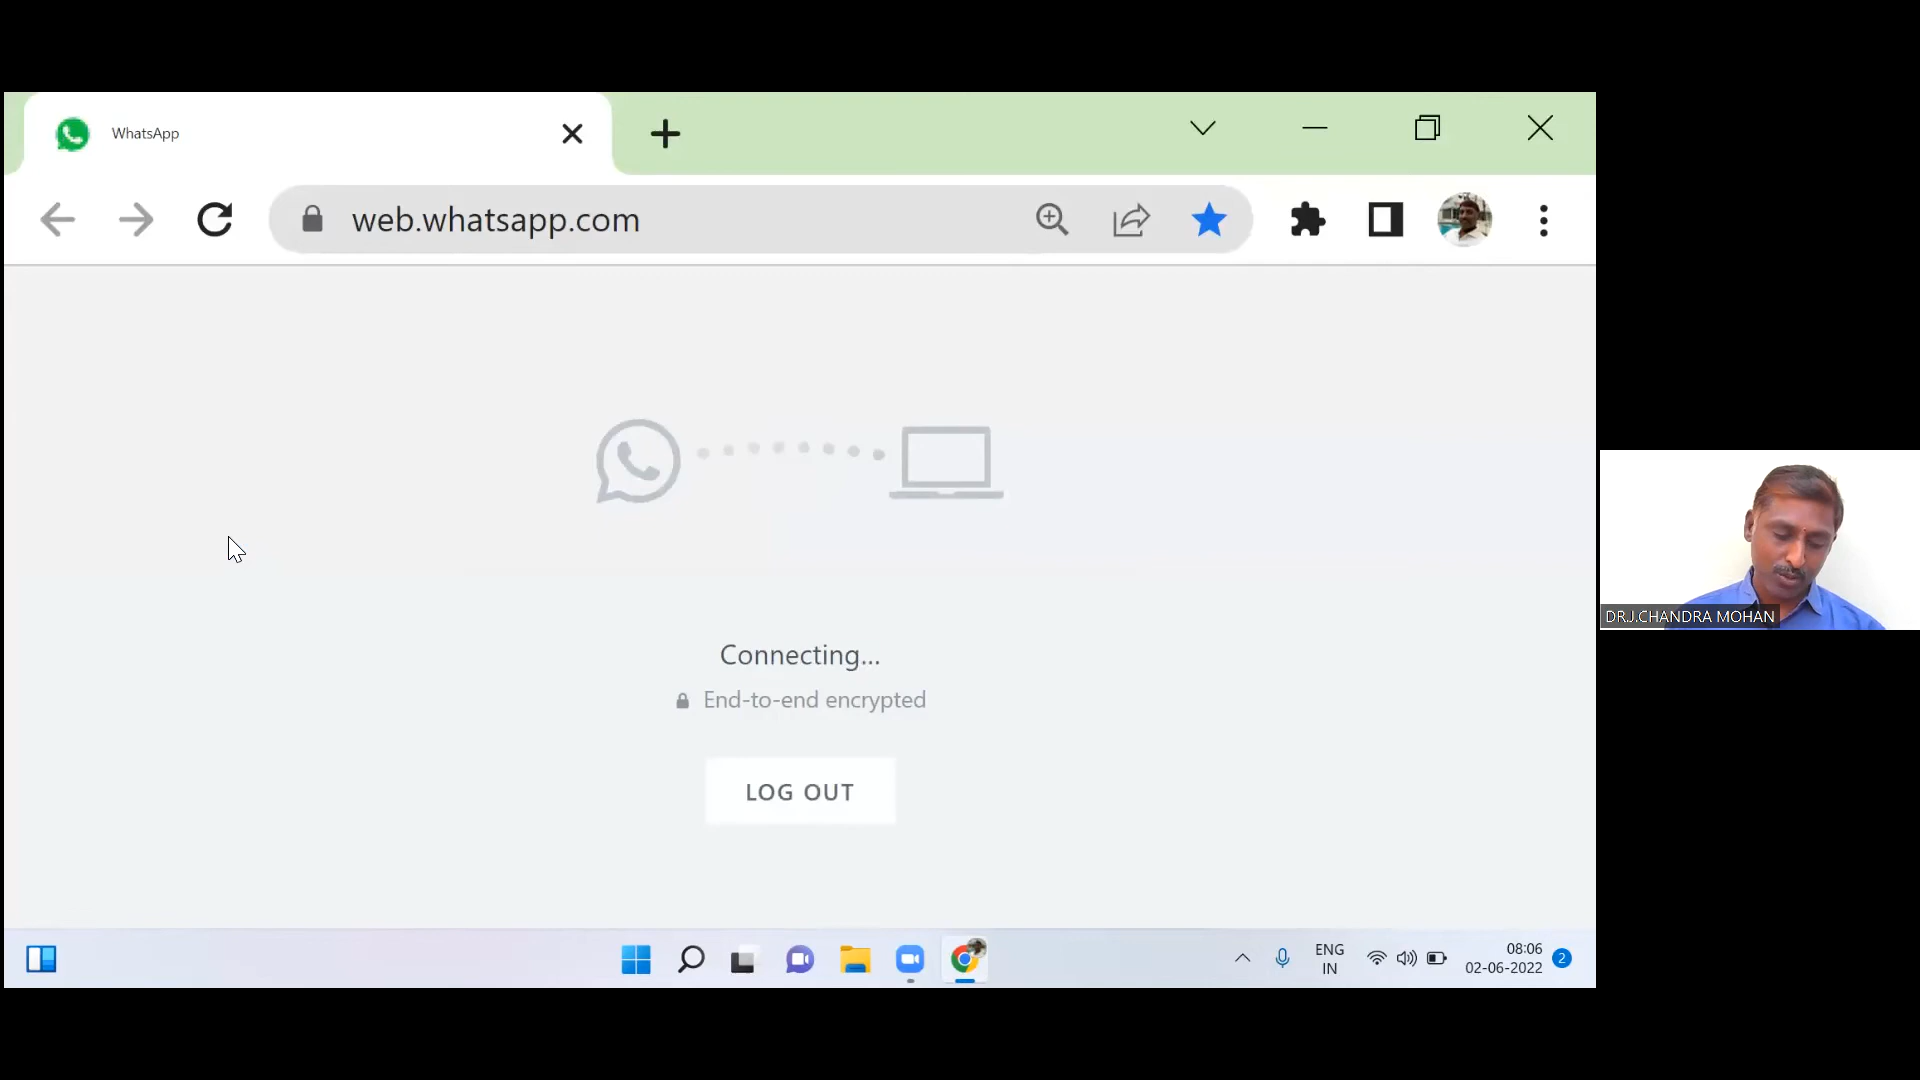 WhatsApp
web.whatsapp.com
Connecting...
End-to-end encrypted
LOG OUT
DR.J.CHANDRA MOHAN
ENG
IN
08:06
02-06-2022
2